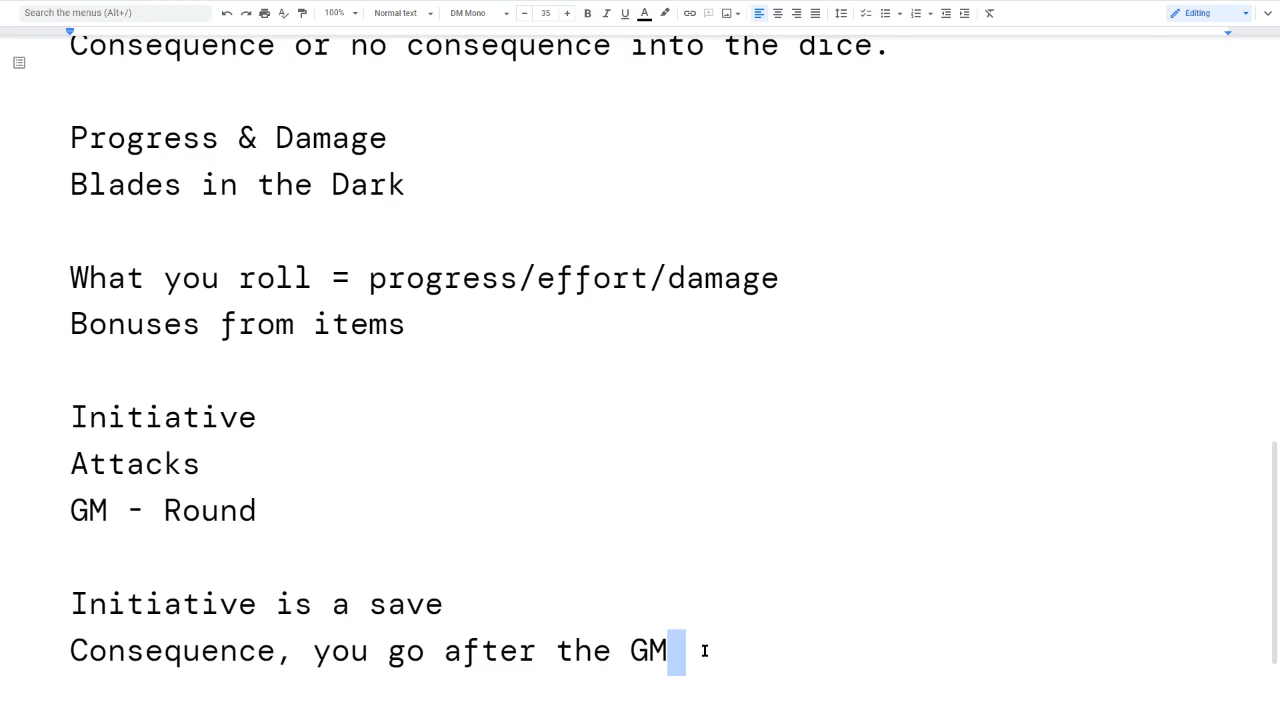 Search the menus (Alt+/) 100% Normal text DM Mono − 35 + B I U A Editing
Consequence or no consequence into the dice.
Progress & Damage
Blades in the Dark
What you roll = progress/effort/damage
Bonuses from items
Initiative
Attacks
GM - Round
Initiative is a save
Consequence, you go after the GM